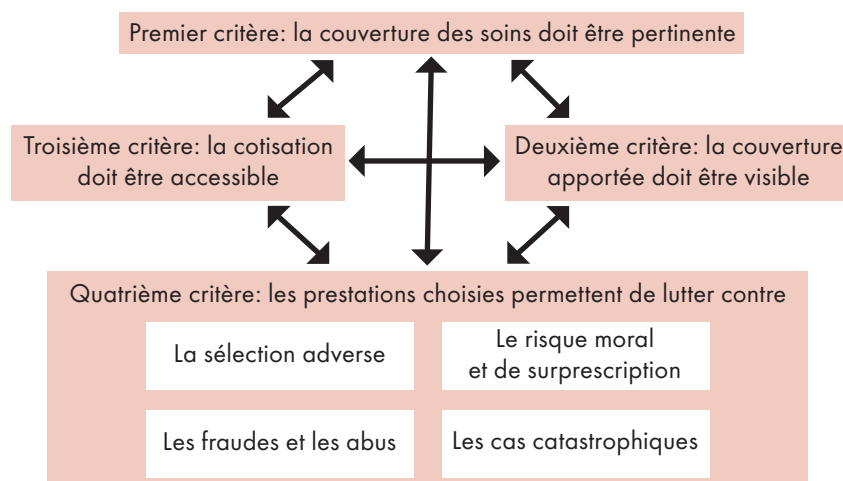 Premier critère: la couverture des soins doit être pertinente
Troisième critère: la cotisation
doit être accessible
Deuxième critère: la couverture
apportée doit être visible
Quatrième critère: les prestations choisies permettent de lutter contre
La sélection adverse
Le risque moral
et de surprescription
Les fraudes et les abus
Les cas catastrophiques